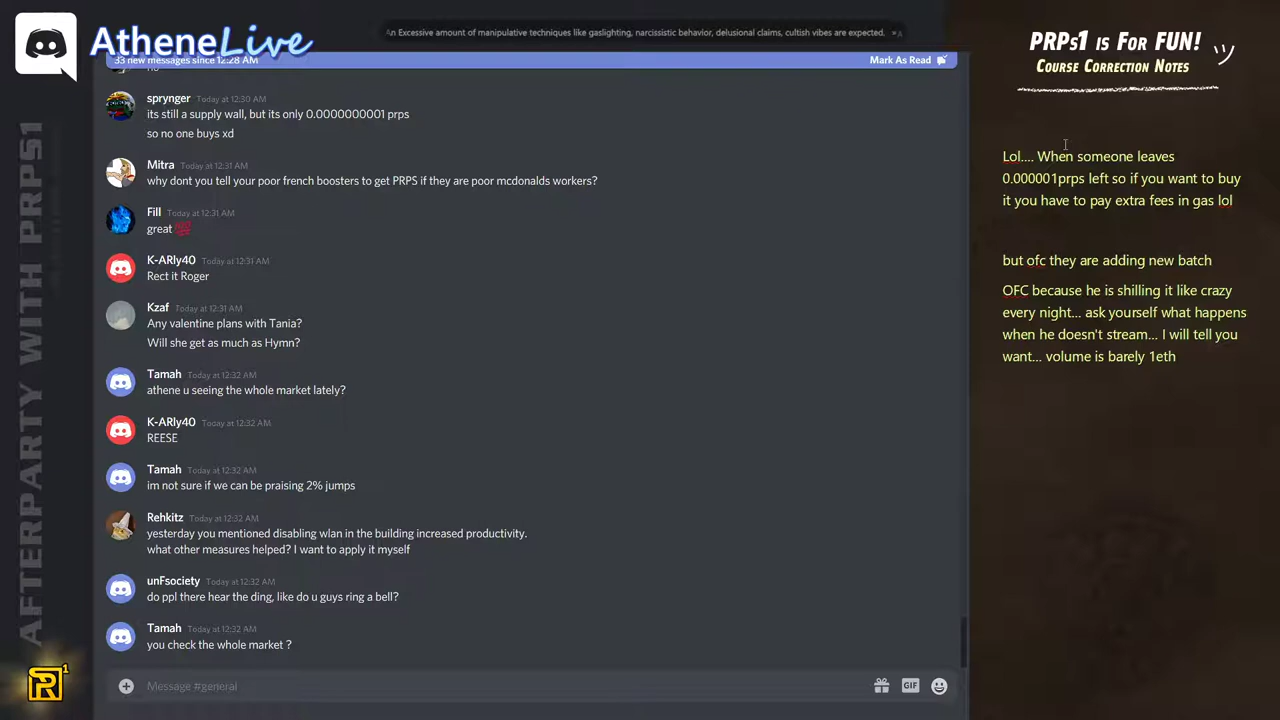 AtheneLive
An Excessive amount of manipulative techniques like gaslighting, narcissistic behavior, delusional claims, cultish vibes are expected.
33 new messages since 12:28 AM
Mark As Read
sprynger Today at 12:30 AM
its still a supply wall, but its only 0.0000000001 prps
so no one buys xd
Mitra Today at 12:31 AM
why dont you tell your poor french boosters to get PRPS if they are poor mcdonalds workers?
Fill Today at 12:31 AM
great 💯
K-ARly40 Today at 12:31 AM
Rect it Roger
Kzaf Today at 12:31 AM
Any valentine plans with Tania?
Will she get as much as Hymn?
Tamah Today at 12:32 AM
athene u seeing the whole market lately?
K-ARly40 Today at 12:32 AM
REESE
Tamah Today at 12:32 AM
im not sure if we can be praising 2% jumps
Rehkitz Today at 12:32 AM
yesterday you mentioned disabling wlan in the building increased productivity.
what other measures helped? I want to apply it myself
unFsociety Today at 12:32 AM
do ppl there hear the ding, like do u guys ring a bell?
Tamah Today at 12:32 AM
you check the whole market ?
Message #general
GIF
AFTERPARTY WITH PRPS1
PRPs1 is For FUN!
Course Correction Notes
Lol.... When someone leaves
0.000001prps left so if you want to buy
it you have to pay extra fees in gas lol
but ofc they are adding new batch
OFC because he is shilling it like crazy
every night... ask yourself what happens
when he doesn't stream... I will tell you
want... volume is barely 1eth